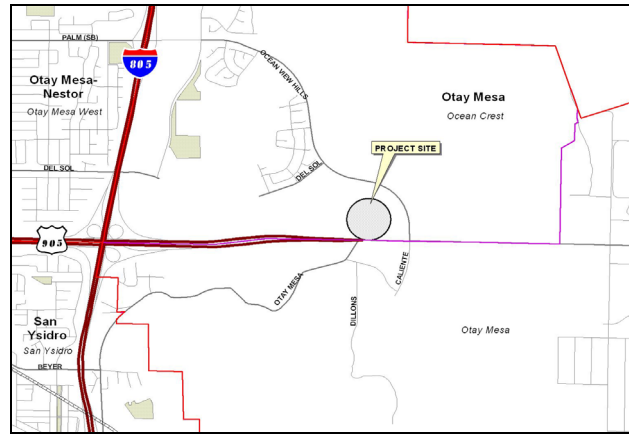 PALM (SB)
805
OCEAN VIEW HILLS
Otay Mesa-
Nestor
Otay Mesa West
Otay Mesa
Ocean Crest
PROJECT SITE
DEL SOL
DEL SOL
905
CALIENTE
OTAY MESA
DILLONS
San
Ysidro
San Ysidro
Otay Mesa
BEYER